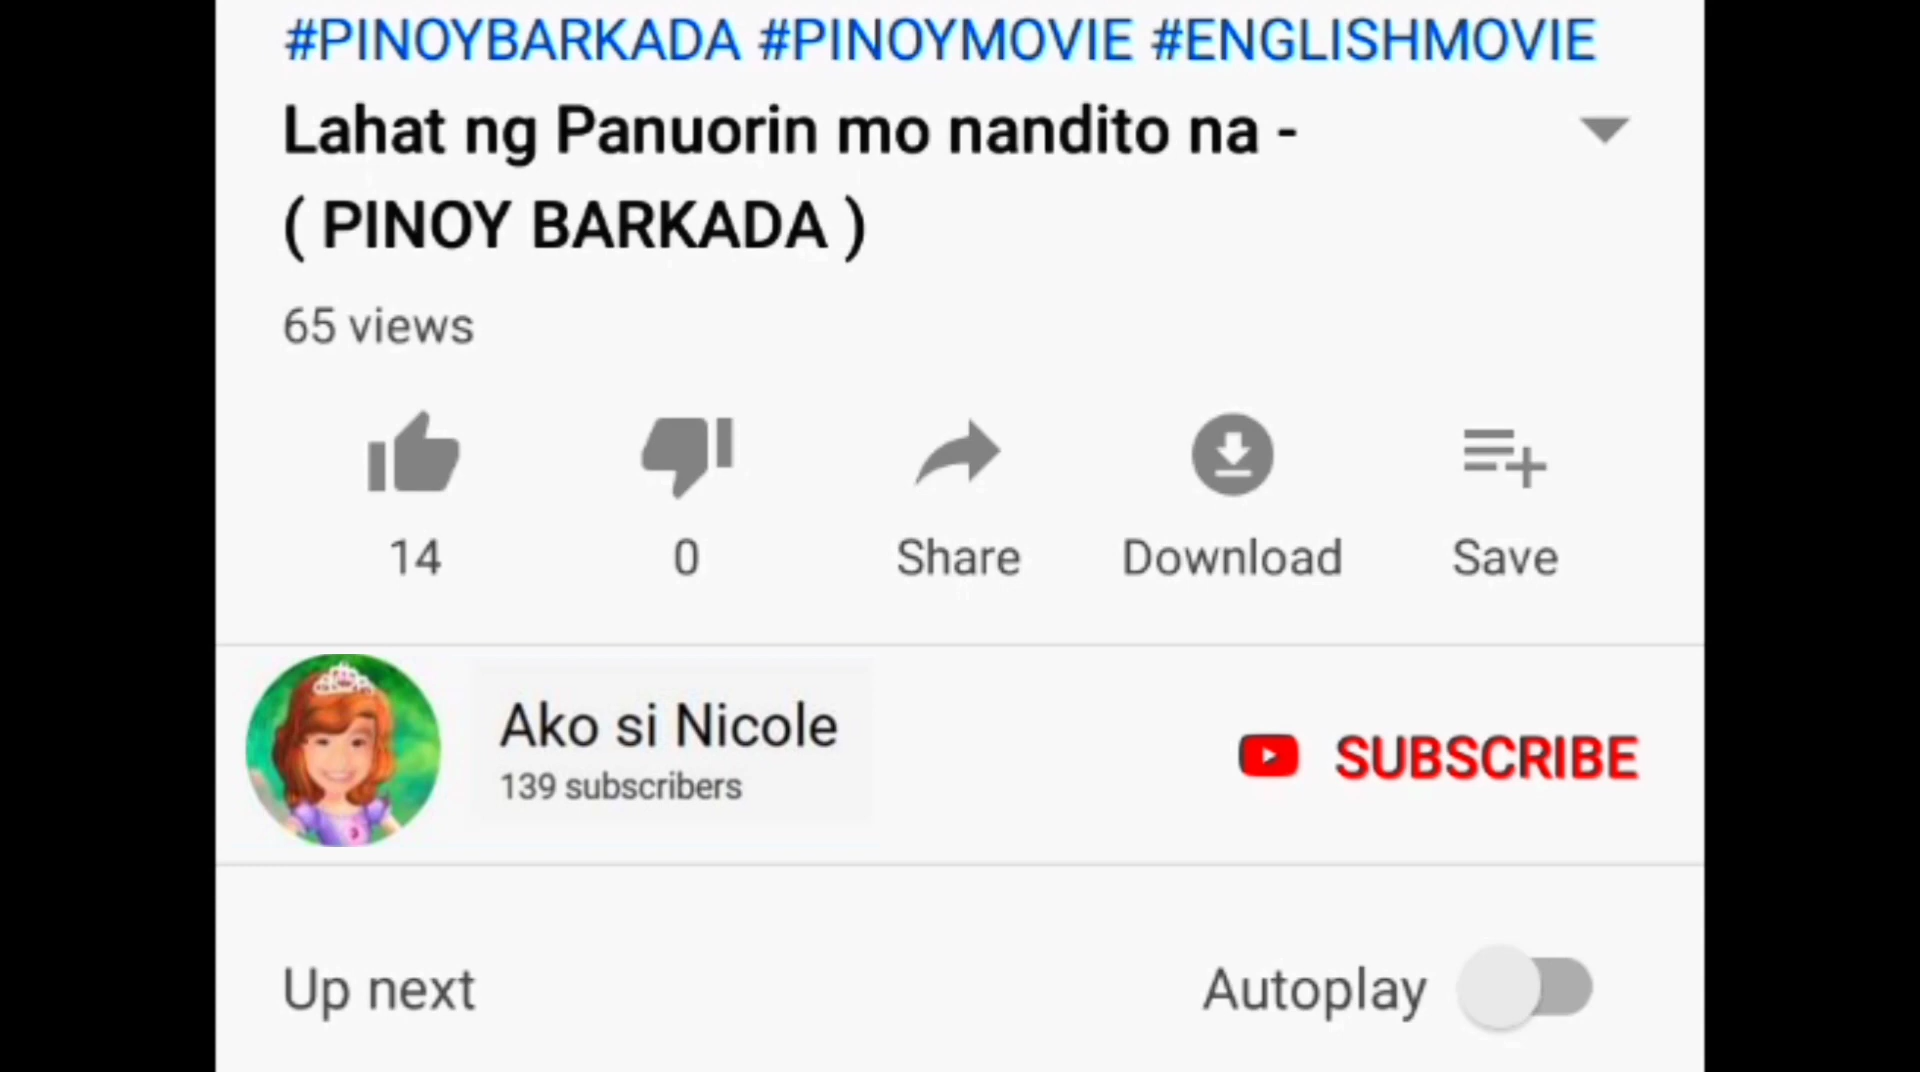 #PINOYBARKADA #PINOYMOVIE #ENGLISHMOVIE
Lahat ng Panuorin mo nandito na -
( PINOY BARKADA )
65 views
14 0 Share Download Save
Ako si Nicole
139 subscribers
SUBSCRIBE
Up next Autoplay